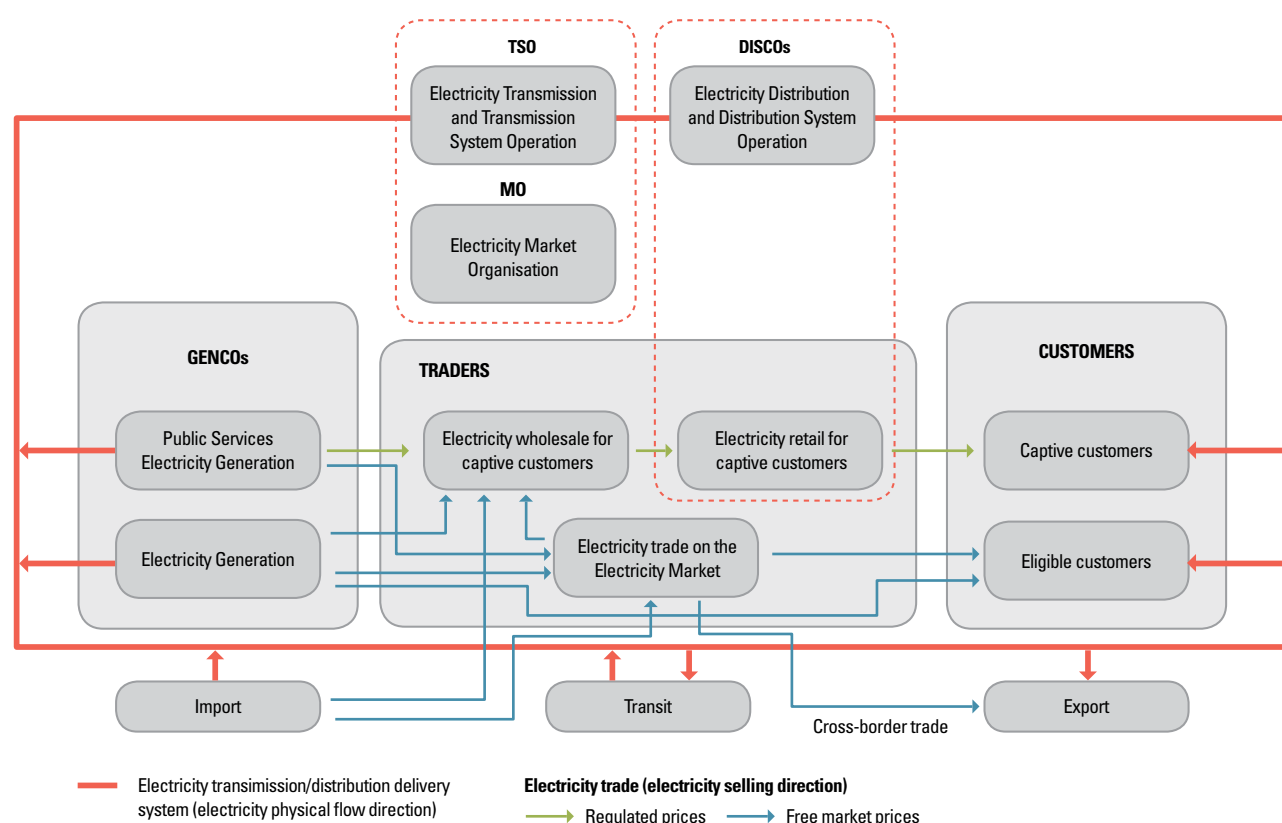 TSO
DISCOs
Electricity Transmission
and Transmission
System Operation
Electricity Distribution
and Distribution System
Operation
MO
Electricity Market
Organisation
GENCOs
TRADERS
CUSTOMERS
Public Services
Electricity Generation
Electricity wholesale for
captive customers
Electricity retail for
captive customers
Captive customers
Electricity Generation
Electricity trade on the
Electricity Market
Eligible customers
Import
Transit
Export
Cross-border trade
Electricity transimission/distribution delivery
system (electricity physical flow direction)
Electricity trade (electricity selling direction)
Regulated prices
Free market prices